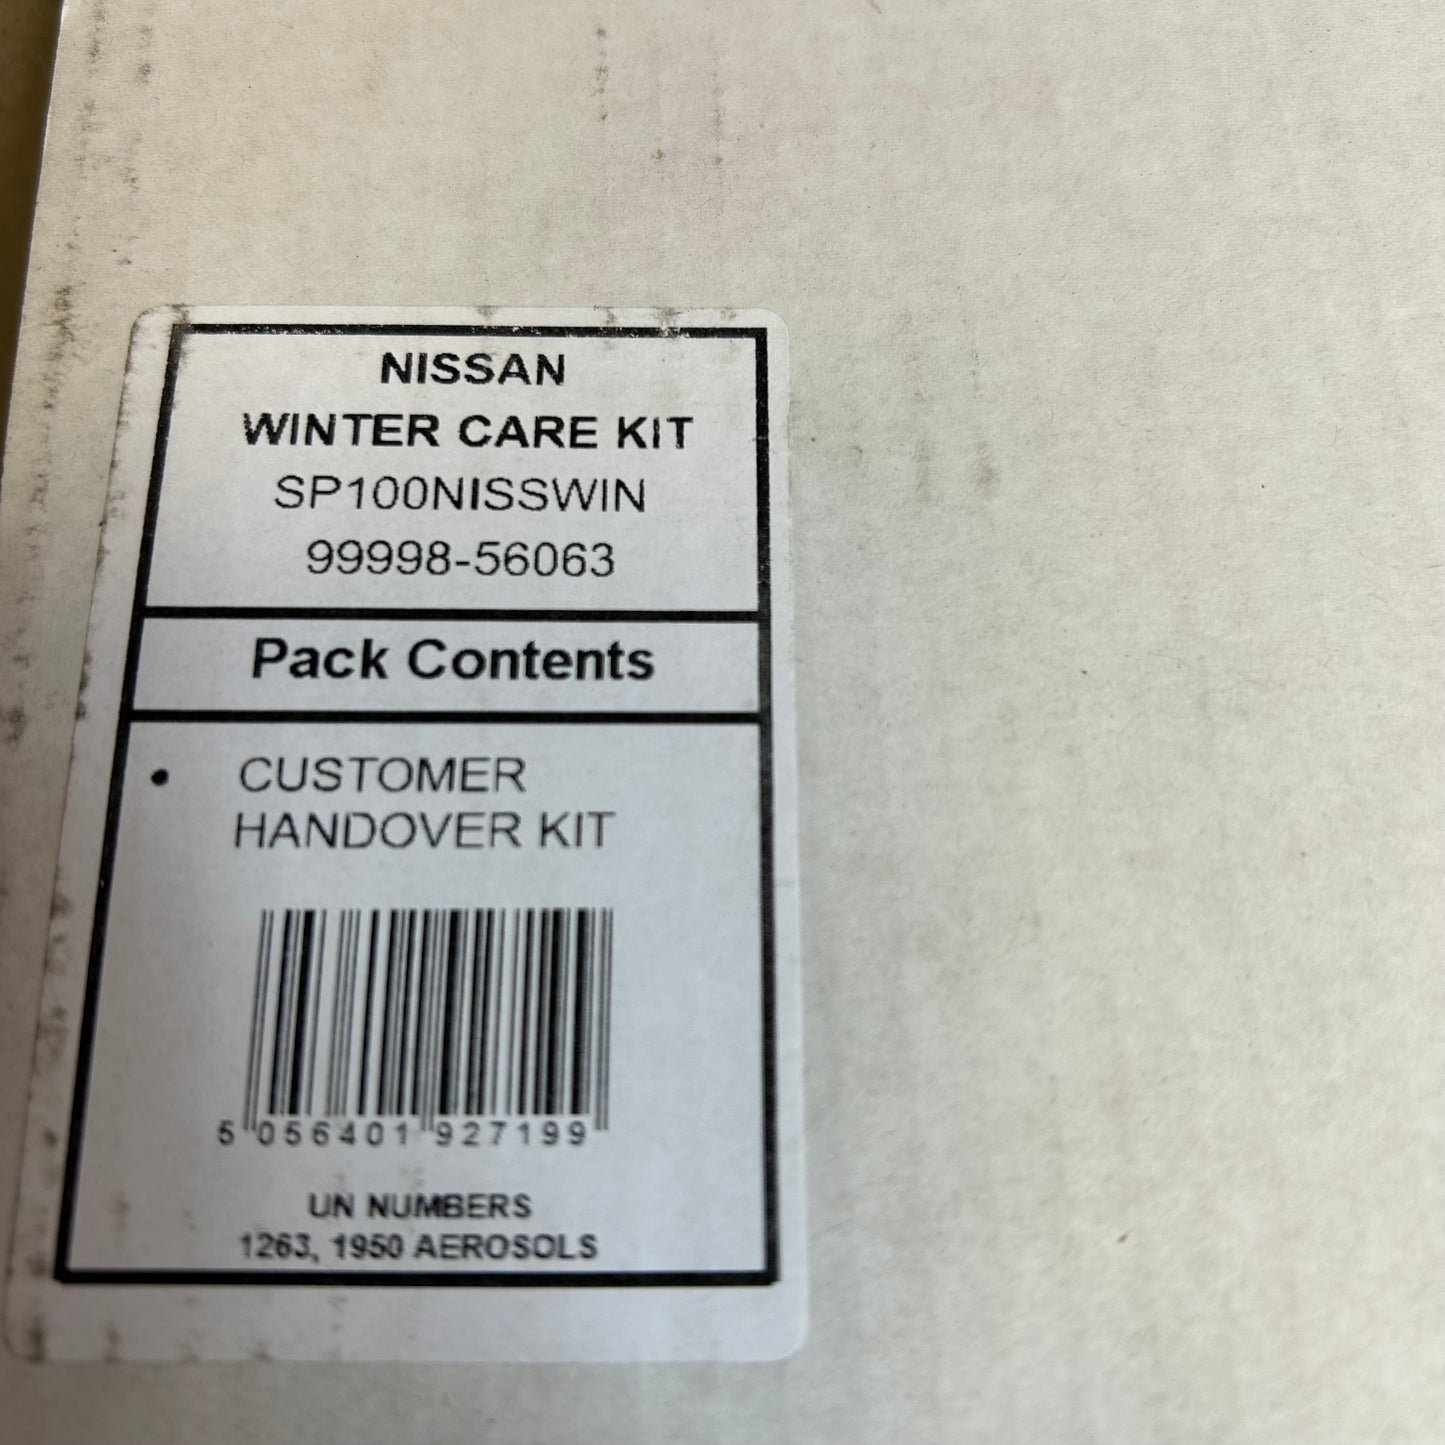 NISSAN
WINTER CARE KIT
SP100NISSWIN
99998-56063
Pack Contents
• CUSTOMER
HANDOVER KIT
5 056401 927199
UN NUMBERS
1263, 1950 AEROSOLS